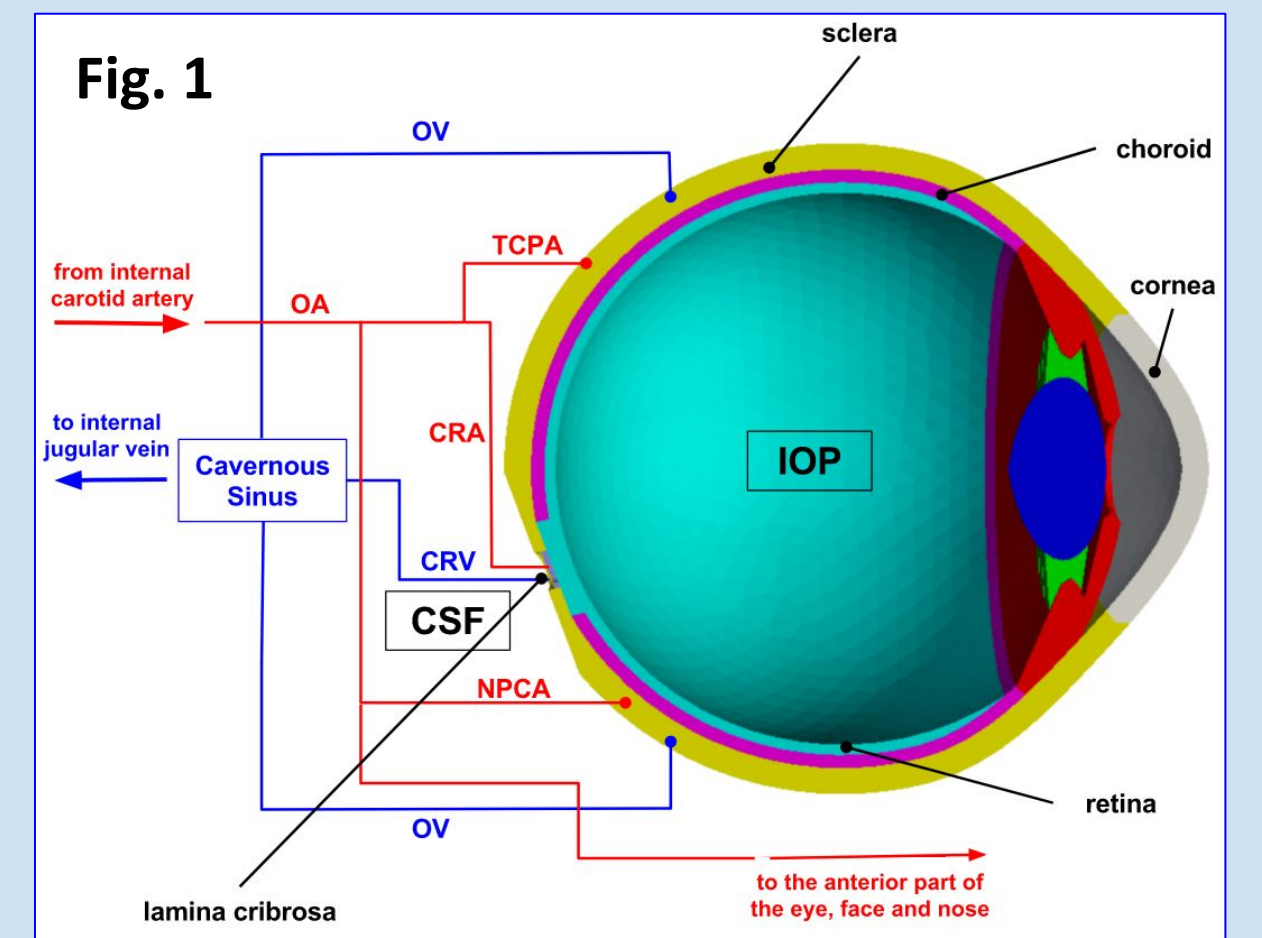 Fig. 1
sclera
OV
choroid
TCPA
from internal
carotid artery
OA
cornea
to internal
jugular vein
CRA
Cavernous
Sinus
IOP
CRV
CSF
NPCA
OV
retina
to the anterior part of
the eye, face and nose
lamina cribrosa